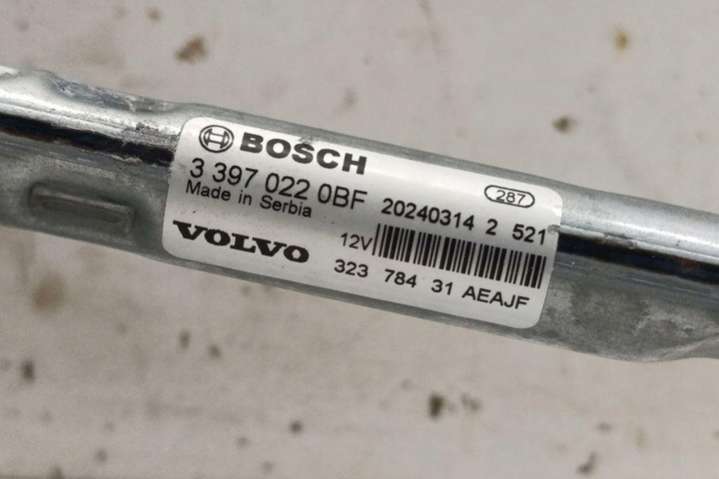 BOSCH
3 397 022 0BF 20240314 2 521
287
Made in Serbia
VOLVO
12V
323 784 31 AEAJF